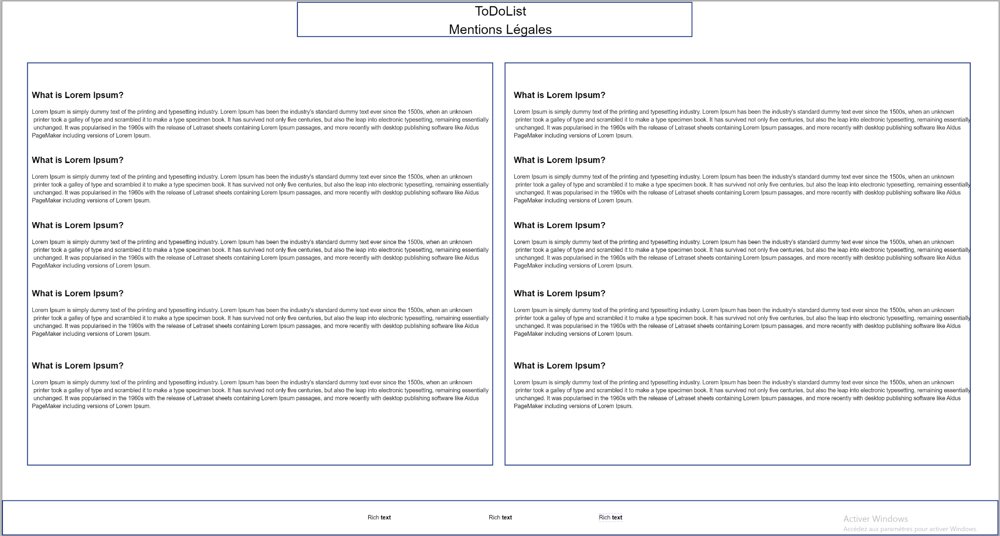 ToDoList
Mentions Légales
What is Lorem Ipsum?
Lorem Ipsum is simply dummy text of the printing and typesetting industry. Lorem Ipsum has been the industry's standard dummy text ever since the 1500s, when an unknown
printer took a galley of type and scrambled it to make a type specimen book. It has survived not only five centuries, but also the leap into electronic typesetting, remaining essentially
unchanged. It was popularised in the 1960s with the release of Letraset sheets containing Lorem Ipsum passages, and more recently with desktop publishing software like Aldus
PageMaker including versions of Lorem Ipsum.
What is Lorem Ipsum?
Lorem Ipsum is simply dummy text of the printing and typesetting industry. Lorem Ipsum has been the industry's standard dummy text ever since the 1500s, when an unknown
printer took a galley of type and scrambled it to make a type specimen book. It has survived not only five centuries, but also the leap into electronic typesetting, remaining essentially
unchanged. It was popularised in the 1960s with the release of Letraset sheets containing Lorem Ipsum passages, and more recently with desktop publishing software like Aldus
PageMaker including versions of Lorem Ipsum.
What is Lorem Ipsum?
Lorem Ipsum is simply dummy text of the printing and typesetting industry. Lorem Ipsum has been the industry's standard dummy text ever since the 1500s, when an unknown
printer took a galley of type and scrambled it to make a type specimen book. It has survived not only five centuries, but also the leap into electronic typesetting, remaining essentially
unchanged. It was popularised in the 1960s with the release of Letraset sheets containing Lorem Ipsum passages, and more recently with desktop publishing software like Aldus
PageMaker including versions of Lorem Ipsum.
What is Lorem Ipsum?
Lorem Ipsum is simply dummy text of the printing and typesetting industry. Lorem Ipsum has been the industry's standard dummy text ever since the 1500s, when an unknown
printer took a galley of type and scrambled it to make a type specimen book. It has survived not only five centuries, but also the leap into electronic typesetting, remaining essentially
unchanged. It was popularised in the 1960s with the release of Letraset sheets containing Lorem Ipsum passages, and more recently with desktop publishing software like Aldus
PageMaker including versions of Lorem Ipsum.
What is Lorem Ipsum?
Lorem Ipsum is simply dummy text of the printing and typesetting industry. Lorem Ipsum has been the industry's standard dummy text ever since the 1500s, when an unknown
printer took a galley of type and scrambled it to make a type specimen book. It has survived not only five centuries, but also the leap into electronic typesetting, remaining essentially
unchanged. It was popularised in the 1960s with the release of Letraset sheets containing Lorem Ipsum passages, and more recently with desktop publishing software like Aldus
PageMaker including versions of Lorem Ipsum.
What is Lorem Ipsum?
Lorem Ipsum is simply dummy text of the printing and typesetting industry. Lorem Ipsum has been the industry's standard dummy text ever since the 1500s, when an unknown
printer took a galley of type and scrambled it to make a type specimen book. It has survived not only five centuries, but also the leap into electronic typesetting, remaining essentially
unchanged. It was popularised in the 1960s with the release of Letraset sheets containing Lorem Ipsum passages, and more recently with desktop publishing software like Aldus
PageMaker including versions of Lorem Ipsum.
What is Lorem Ipsum?
Lorem Ipsum is simply dummy text of the printing and typesetting industry. Lorem Ipsum has been the industry's standard dummy text ever since the 1500s, when an unknown
printer took a galley of type and scrambled it to make a type specimen book. It has survived not only five centuries, but also the leap into electronic typesetting, remaining essentially
unchanged. It was popularised in the 1960s with the release of Letraset sheets containing Lorem Ipsum passages, and more recently with desktop publishing software like Aldus
PageMaker including versions of Lorem Ipsum.
What is Lorem Ipsum?
Lorem Ipsum is simply dummy text of the printing and typesetting industry. Lorem Ipsum has been the industry's standard dummy text ever since the 1500s, when an unknown
printer took a galley of type and scrambled it to make a type specimen book. It has survived not only five centuries, but also the leap into electronic typesetting, remaining essentially
unchanged. It was popularised in the 1960s with the release of Letraset sheets containing Lorem Ipsum passages, and more recently with desktop publishing software like Aldus
PageMaker including versions of Lorem Ipsum.
What is Lorem Ipsum?
Lorem Ipsum is simply dummy text of the printing and typesetting industry. Lorem Ipsum has been the industry's standard dummy text ever since the 1500s, when an unknown
printer took a galley of type and scrambled it to make a type specimen book. It has survived not only five centuries, but also the leap into electronic typesetting, remaining essentially
unchanged. It was popularised in the 1960s with the release of Letraset sheets containing Lorem Ipsum passages, and more recently with desktop publishing software like Aldus
PageMaker including versions of Lorem Ipsum.
What is Lorem Ipsum?
Lorem Ipsum is simply dummy text of the printing and typesetting industry. Lorem Ipsum has been the industry's standard dummy text ever since the 1500s, when an unknown
printer took a galley of type and scrambled it to make a type specimen book. It has survived not only five centuries, but also the leap into electronic typesetting, remaining essentially
unchanged. It was popularised in the 1960s with the release of Letraset sheets containing Lorem Ipsum passages, and more recently with desktop publishing software like Aldus
PageMaker including versions of Lorem Ipsum.
Rich text
Rich text
Rich text
Activer Windows
Accédez aux paramètres pour activer Windows.